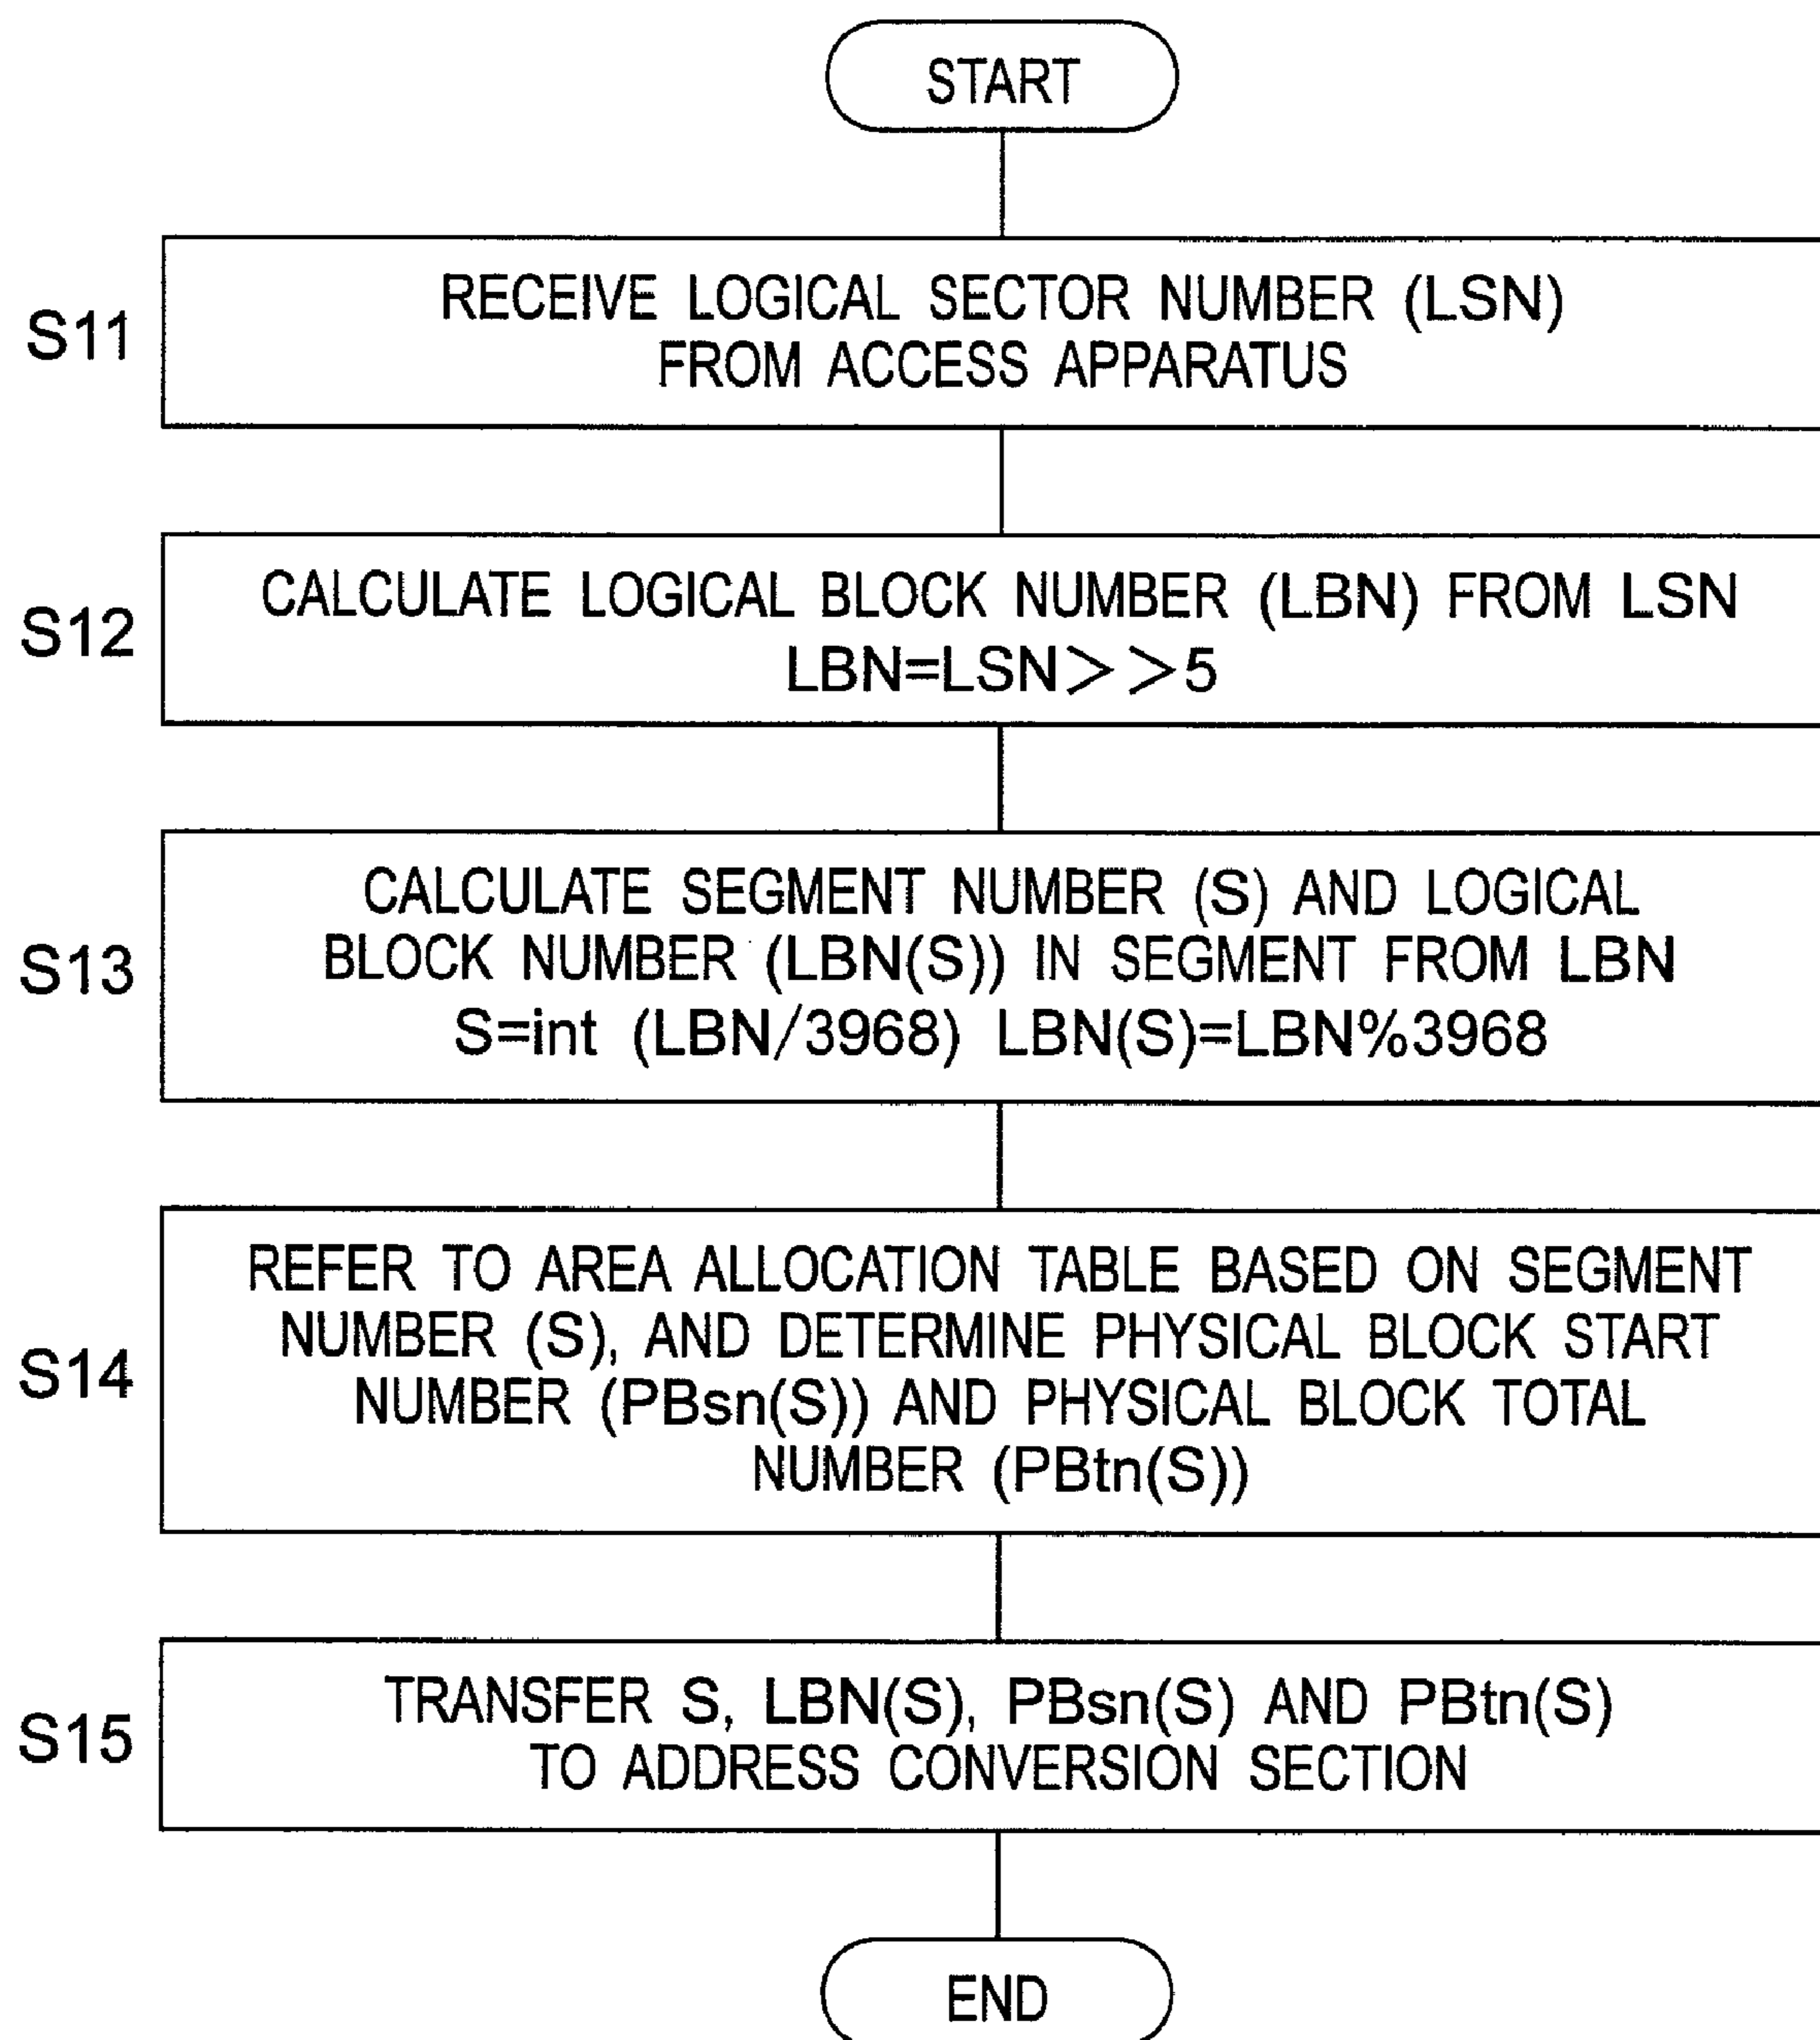 START
S11
RECEIVE LOGICAL SECTOR NUMBER (LSN)
FROM ACCESS APPARATUS
S12
CALCULATE LOGICAL BLOCK NUMBER (LBN) FROM LSN
LBN=LSN>>5
S13
CALCULATE SEGMENT NUMBER (S) AND LOGICAL
BLOCK NUMBER (LBN(S)) IN SEGMENT FROM LBN
S=int (LBN/3968) LBN(S)=LBN%3968
S14
REFER TO AREA ALLOCATION TABLE BASED ON SEGMENT
NUMBER (S), AND DETERMINE PHYSICAL BLOCK START
NUMBER (PBsn(S)) AND PHYSICAL BLOCK TOTAL
NUMBER (PBtn(S))
S15
TRANSFER S, LBN(S), PBsn(S) AND PBtn(S)
TO ADDRESS CONVERSION SECTION
END